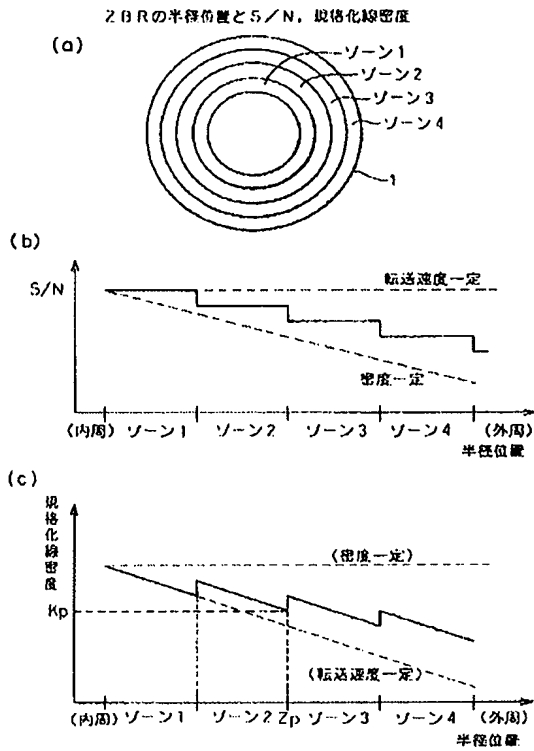 ZBRの半径位置とS/N,規格化線密度
(a)
ゾーン1
ゾーン2
ゾーン3
ゾーン4
1
(b)
S/N
転送速度一定
密度一定
(内周) ゾーン1 ゾーン2 ゾーン3 ゾーン4 (外周)
半径位置
(c)
規格化線密度
(密度一定)
Kp
(転送速度一定)
(内周) ゾーン1 ゾーン2 Zp ゾーン3 ゾーン4 (外周)
半径位置